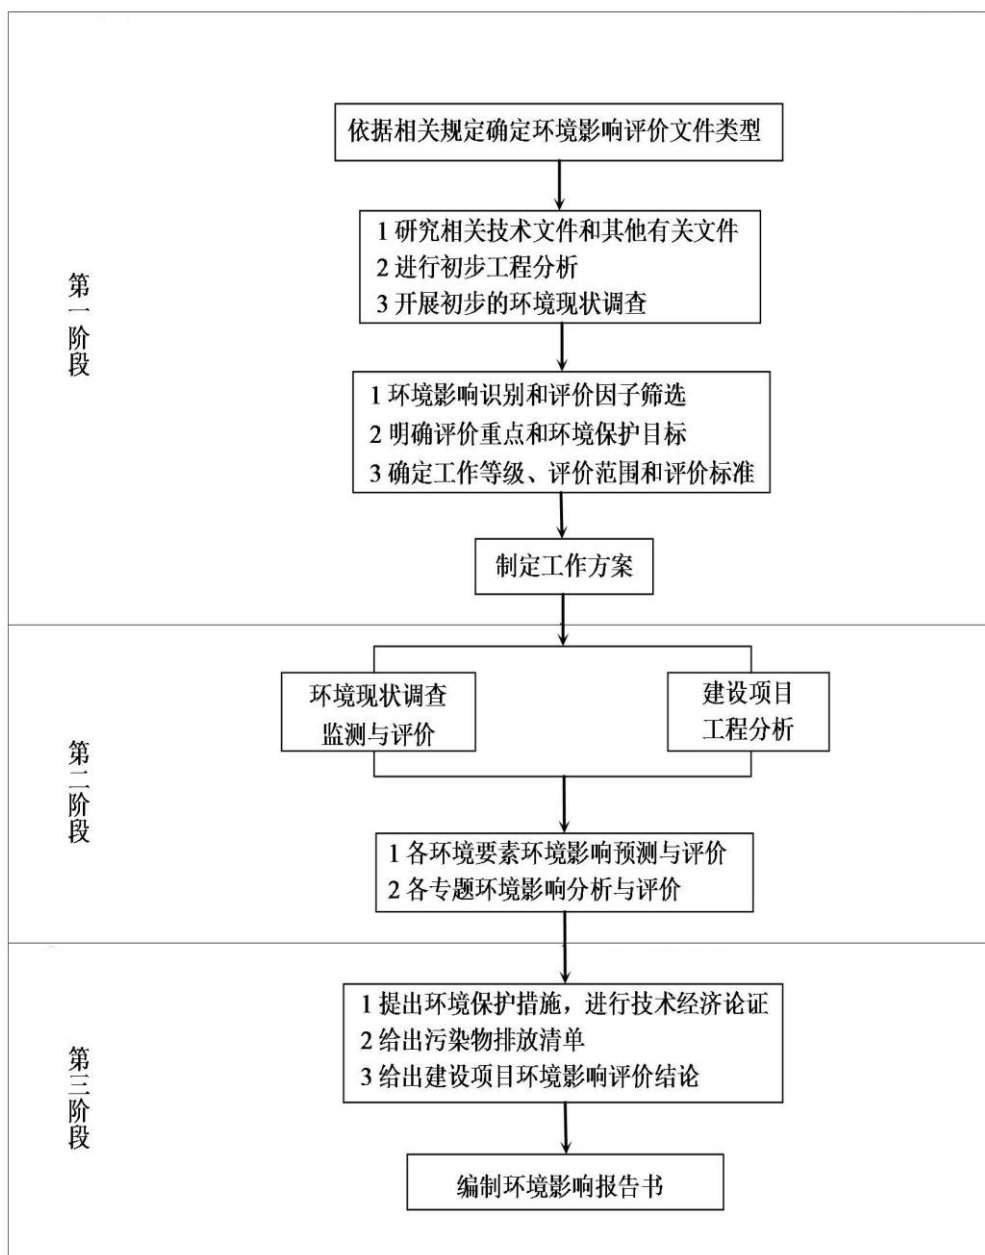 依据相关规定确定环境影响评价文件类型
1 研究相关技术文件和其他有关文件
2 进行初步工程分析
3 开展初步的环境现状调查
第一阶段
1 环境影响识别和评价因子筛选
2 明确评价重点和环境保护目标
3 确定工作等级、评价范围和评价标准
制定工作方案
环境现状调查
监测与评价
建设项目
工程分析
第二阶段
1 各环境要素环境影响预测与评价
2 各专题环境影响分析与评价
1 提出环境保护措施，进行技术经济论证
2 给出污染物排放清单
3 给出建设项目环境影响评价结论
第三阶段
编制环境影响报告书